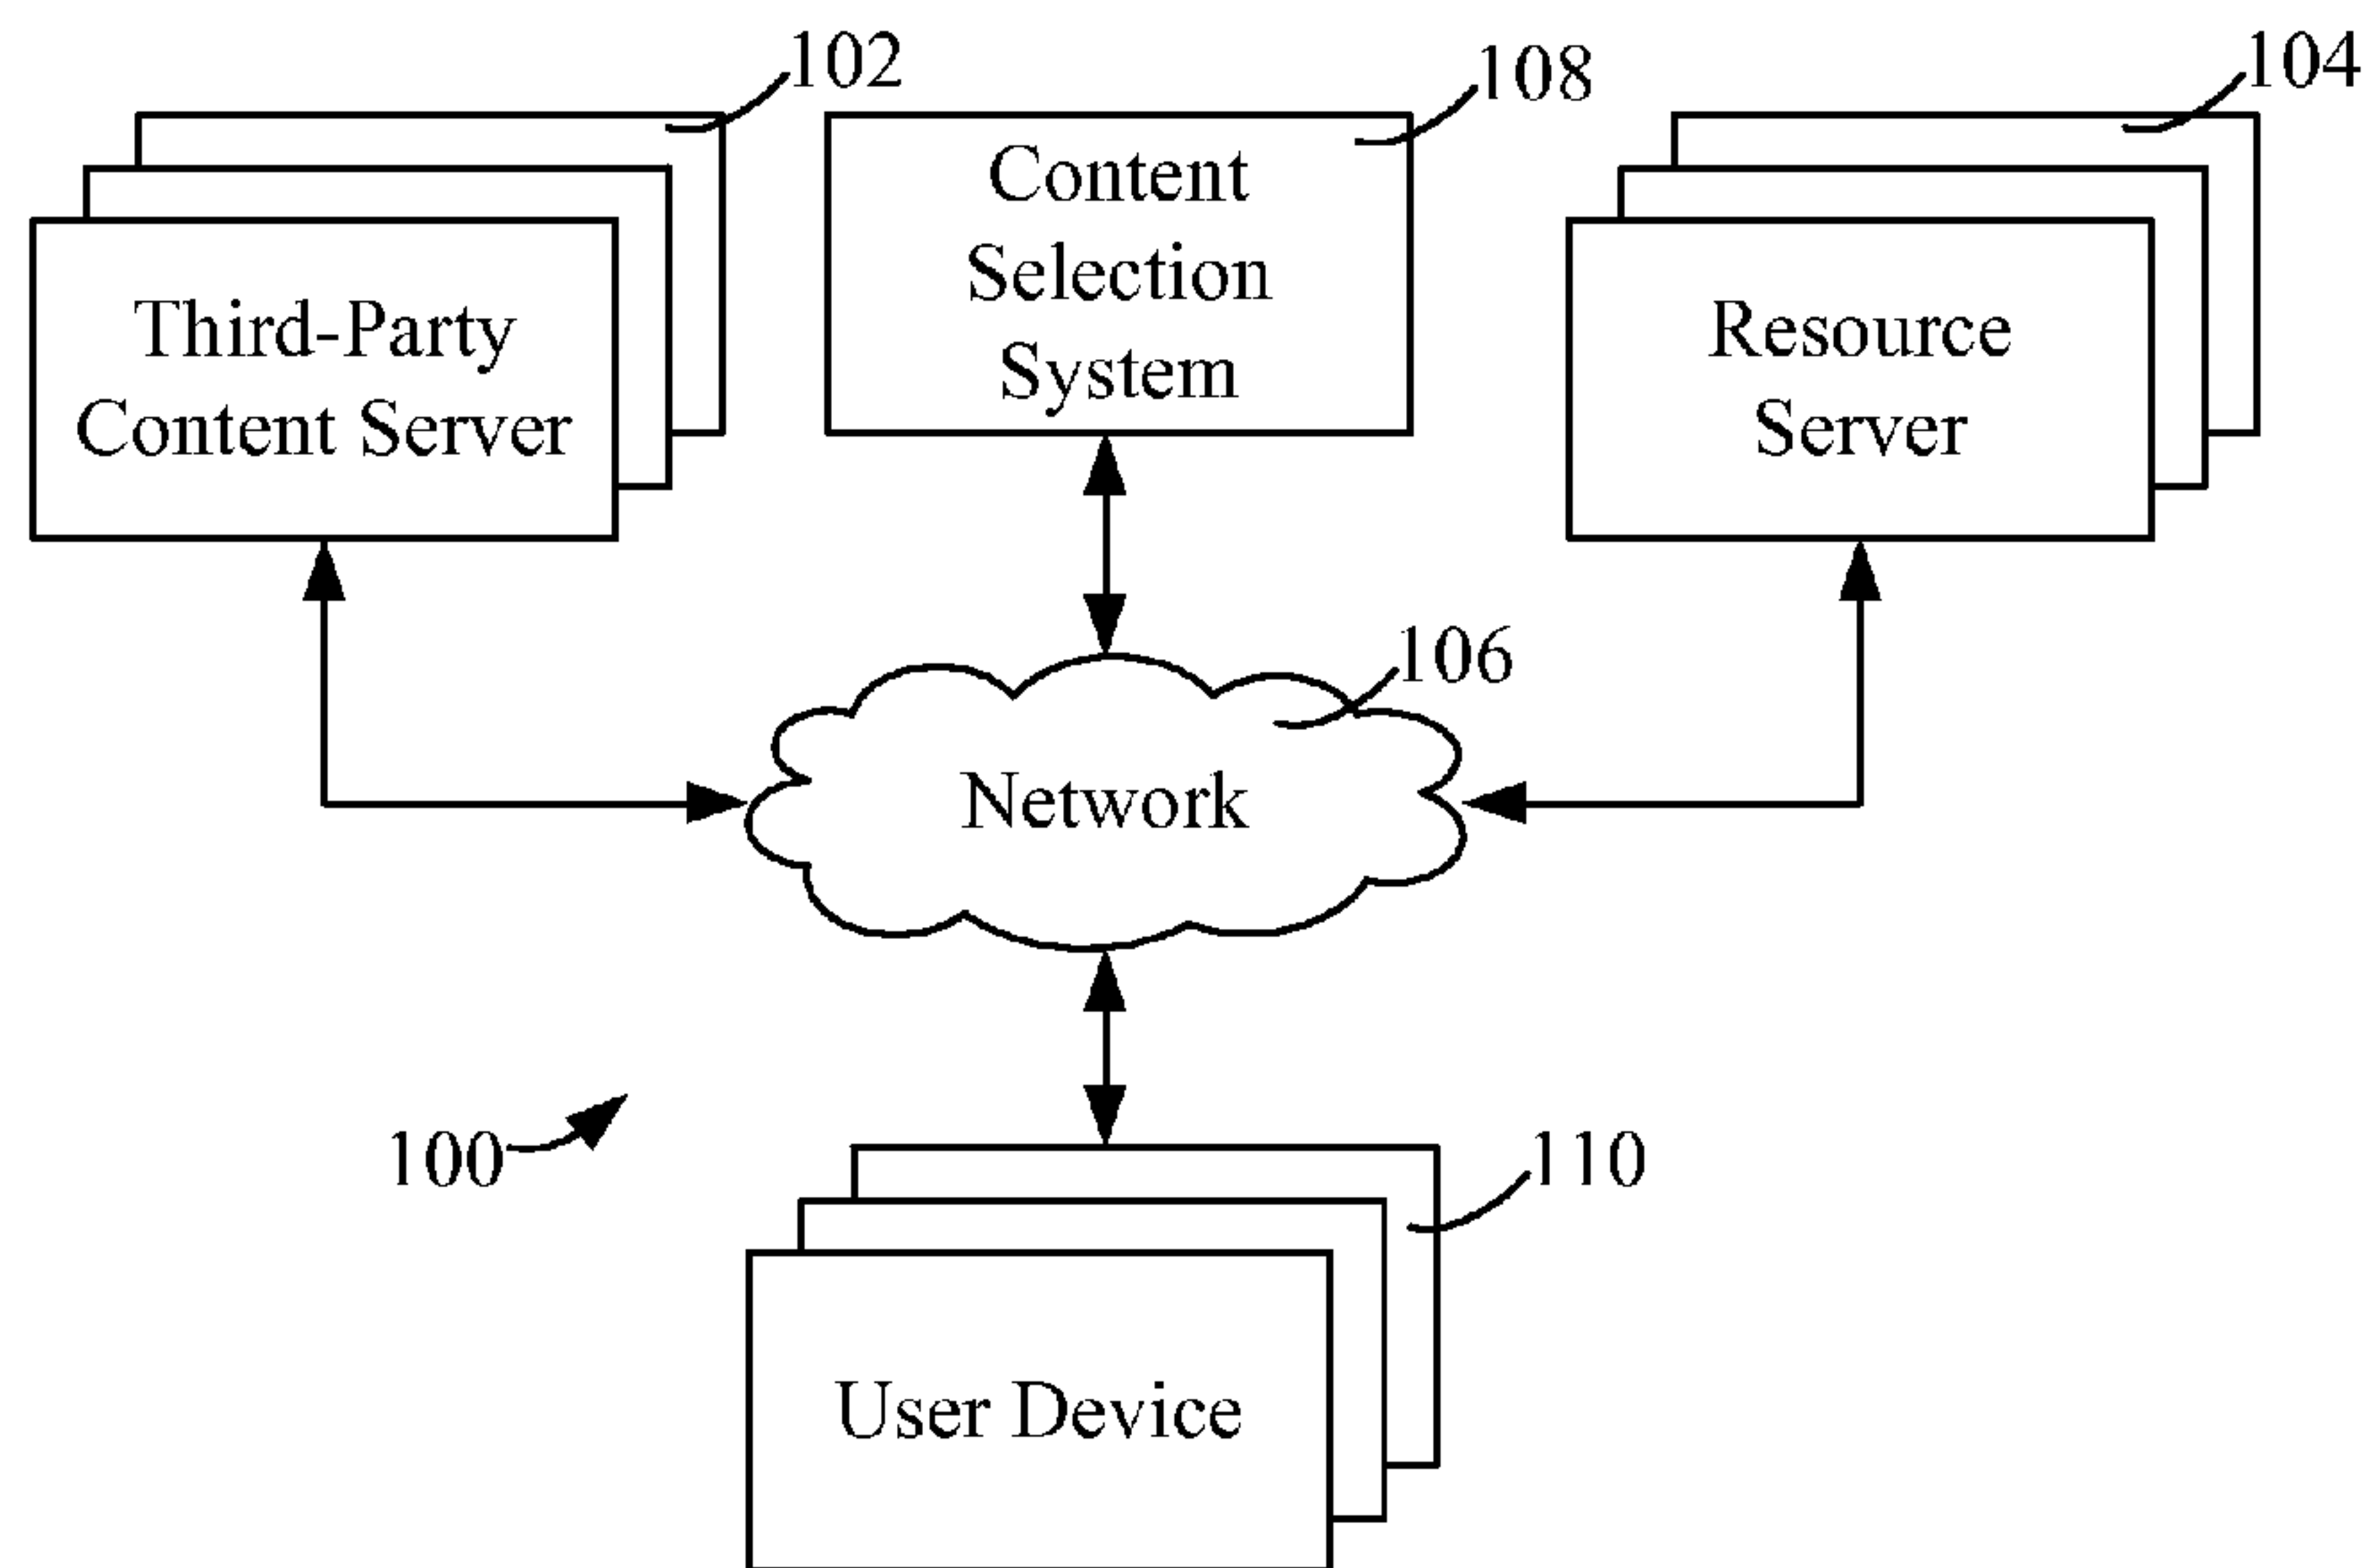 102
108
104
Content
Selection
System
Third-Party
Content Server
Resource
Server
106
Network
100
110
User Device